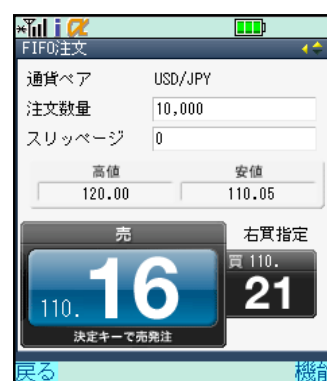 FIFO注文
通貨ペア USD/JPY
注文数量 10,000
スリッページ 0
高値 安値
120.00 110.05
売 右買指定
110. 16 買 110. 21
決定キーで売発注
戻る 機能